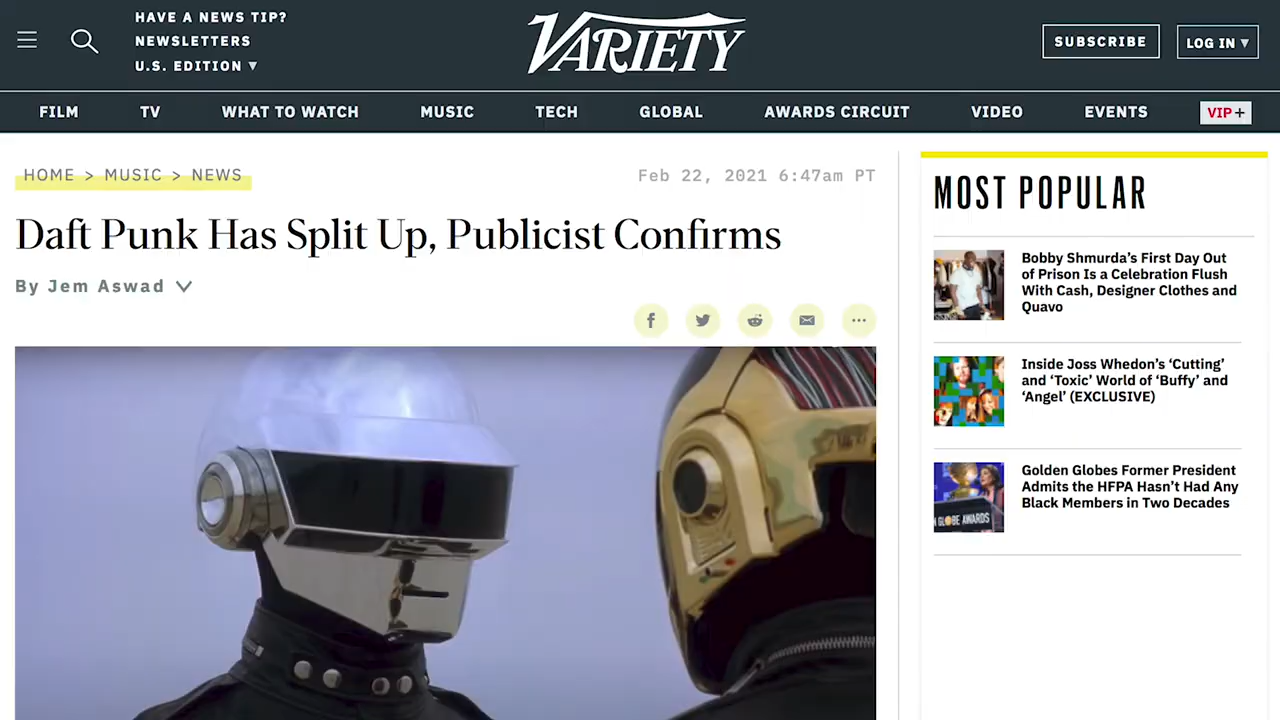 HAVE A NEWS TIP?
NEWSLETTERS
U.S. EDITION
VARIETY
SUBSCRIBE
LOG IN
FILM
TV
WHAT TO WATCH
MUSIC
TECH
GLOBAL
AWARDS CIRCUIT
VIDEO
EVENTS
VIP+
HOME > MUSIC > NEWS
Feb 22, 2021 6:47am PT
Daft Punk Has Split Up, Publicist Confirms
By Jem Aswad
MOST POPULAR
Bobby Shmurda’s First Day Out
of Prison Is a Celebration Flush
With Cash, Designer Clothes and
Quavo
Inside Joss Whedon’s ‘Cutting’
and ‘Toxic’ World of ‘Buffy’ and
‘Angel’ (EXCLUSIVE)
Golden Globes Former President
Admits the HFPA Hasn’t Had Any
Black Members in Two Decades
GLOBE AWARDS